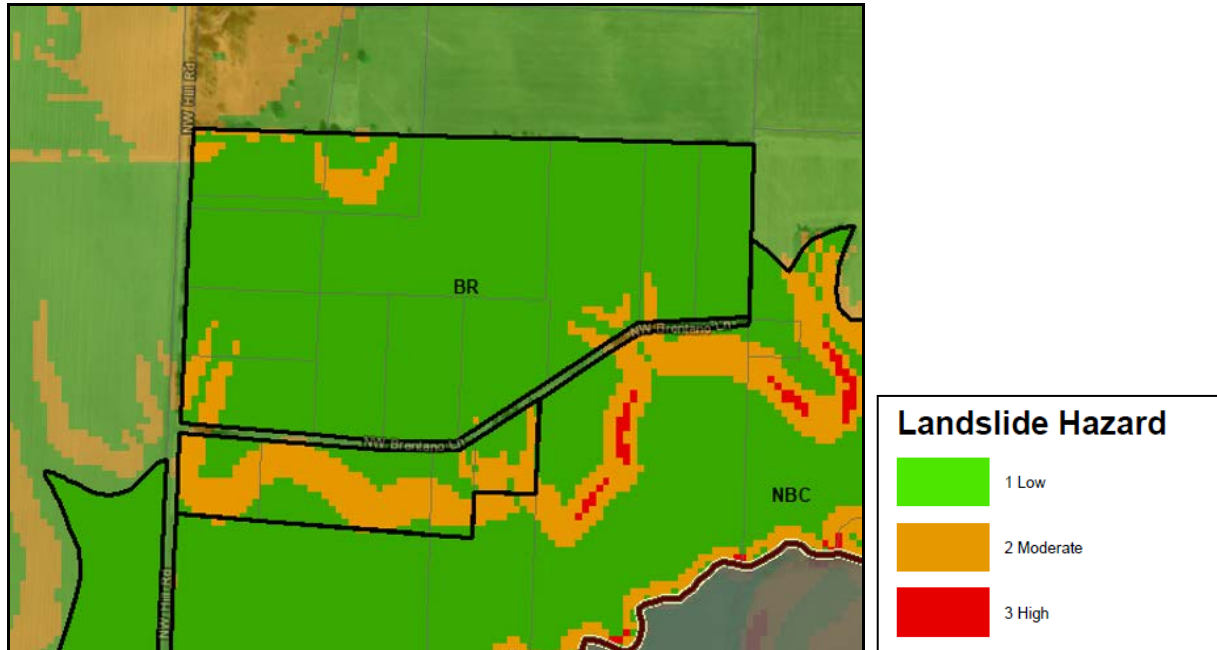 NW Hill Rd
BR
NW Brentano Ln
NW Brentano Ln
NBC
NW Hill Rd
Landslide Hazard
1 Low
2 Moderate
3 High